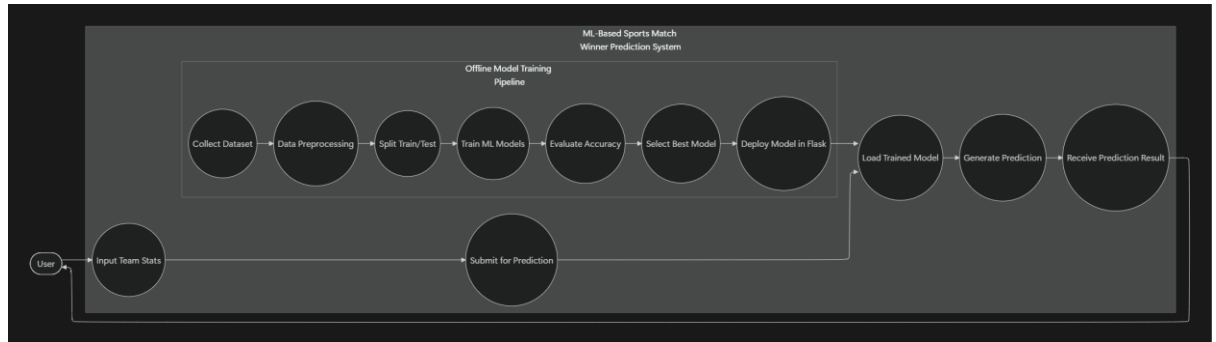 ML-Based Sports Match
Winner Prediction System
Offline Model Training
Pipeline
Collect Dataset
Data Preprocessing
Split Train/Test
Train ML Models
Evaluate Accuracy
Select Best Model
Deploy Model in Flask
Load Trained Model
Generate Prediction
Receive Prediction Result
User
Input Team Stats
Submit for Prediction